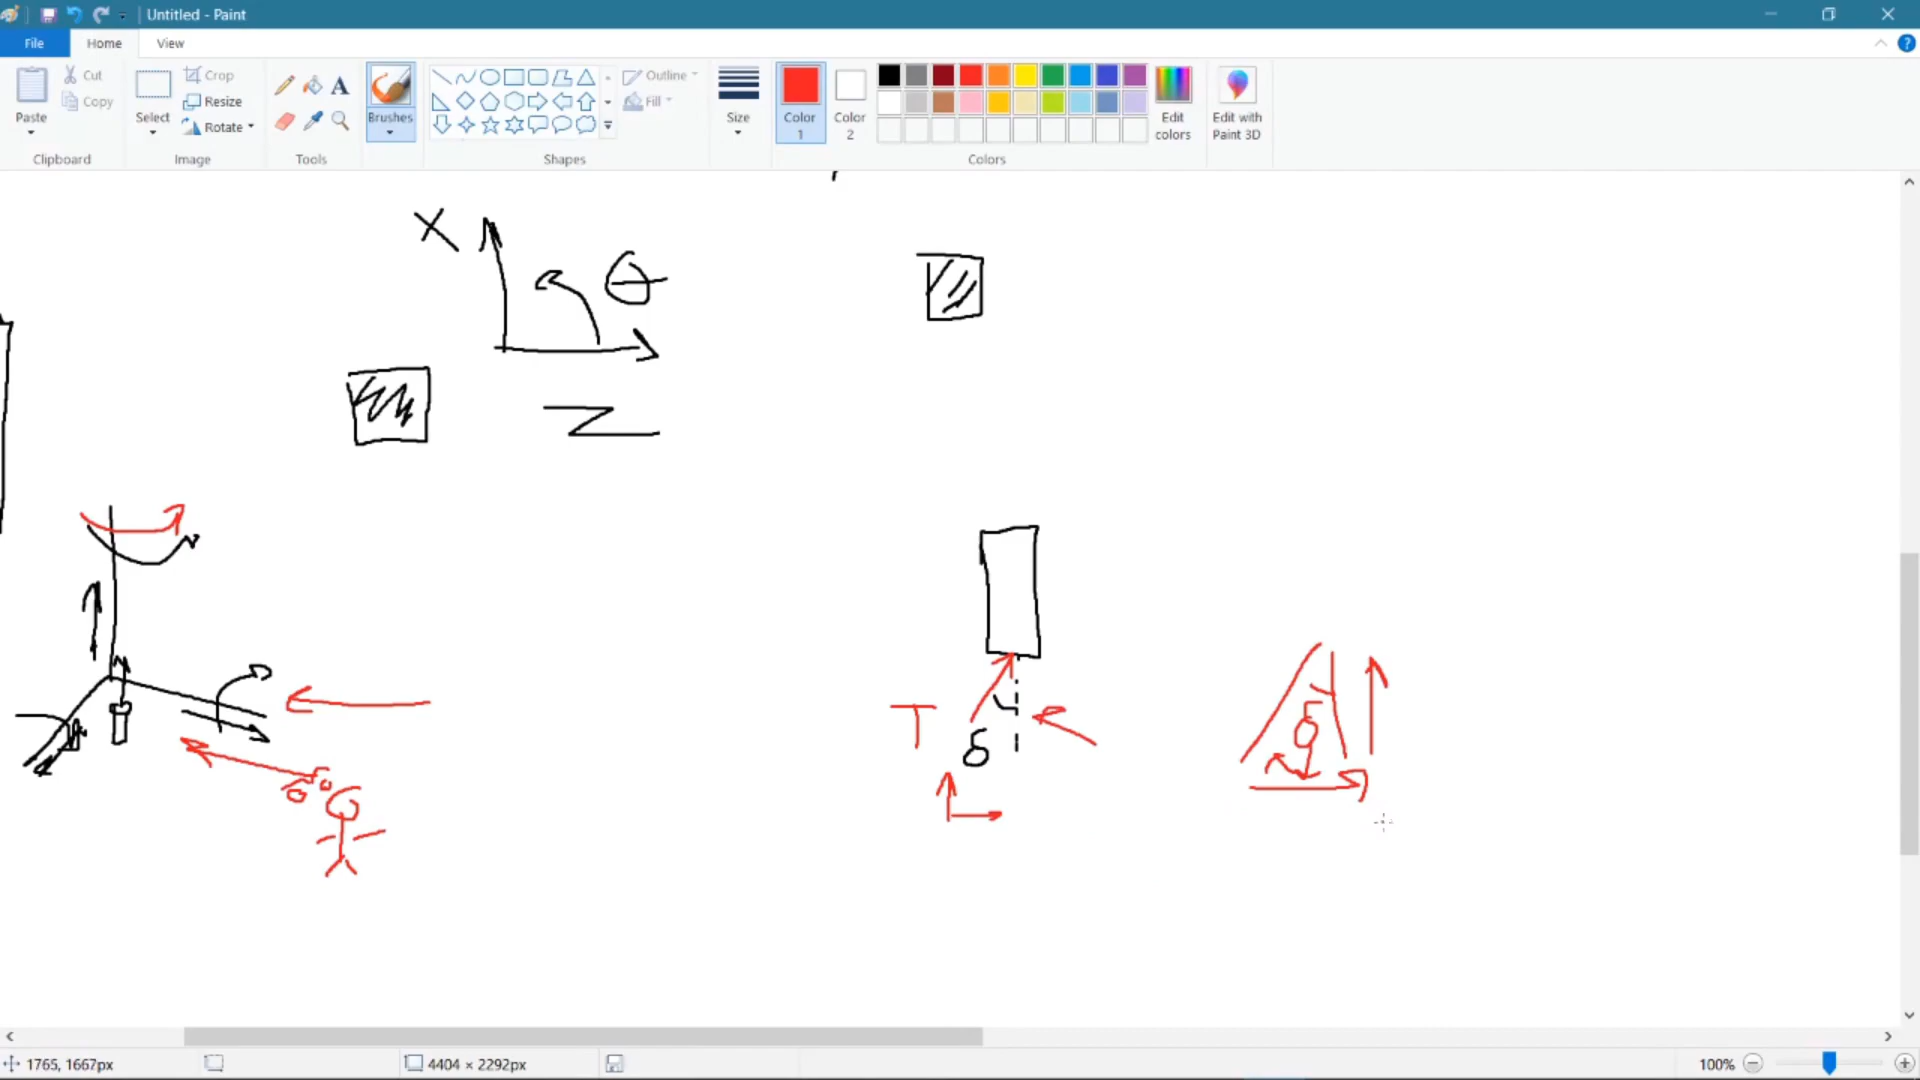 Untitled - Paint
File Home View
Paste
Cut
Copy
Clipboard
Select
Crop
Resize
Rotate
Image
A
Tools
Brushes
Shapes
Outline
Fill
Size
Color 1
Color 2
Edit colors
Colors
Edit with Paint 3D
X
θ
Z
T
δ
δ
1765, 1667px
4404 × 2292px
100%